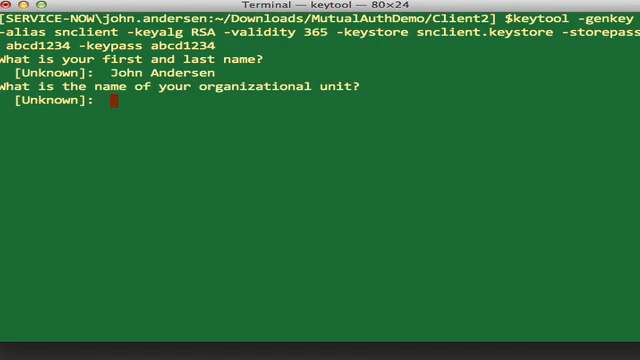 Terminal — keytool — 80×24
[SERVICE-NOW\john.andersen:~/Downloads/MutualAuthDemo/Client2] $keytool -genkey
-alias snclient -keyalg RSA -validity 365 -keystore snclient.keystore -storepass
abcd1234 -keypass abcd1234
What is your first and last name?
[Unknown]:  John Andersen
What is the name of your organizational unit?
[Unknown]: